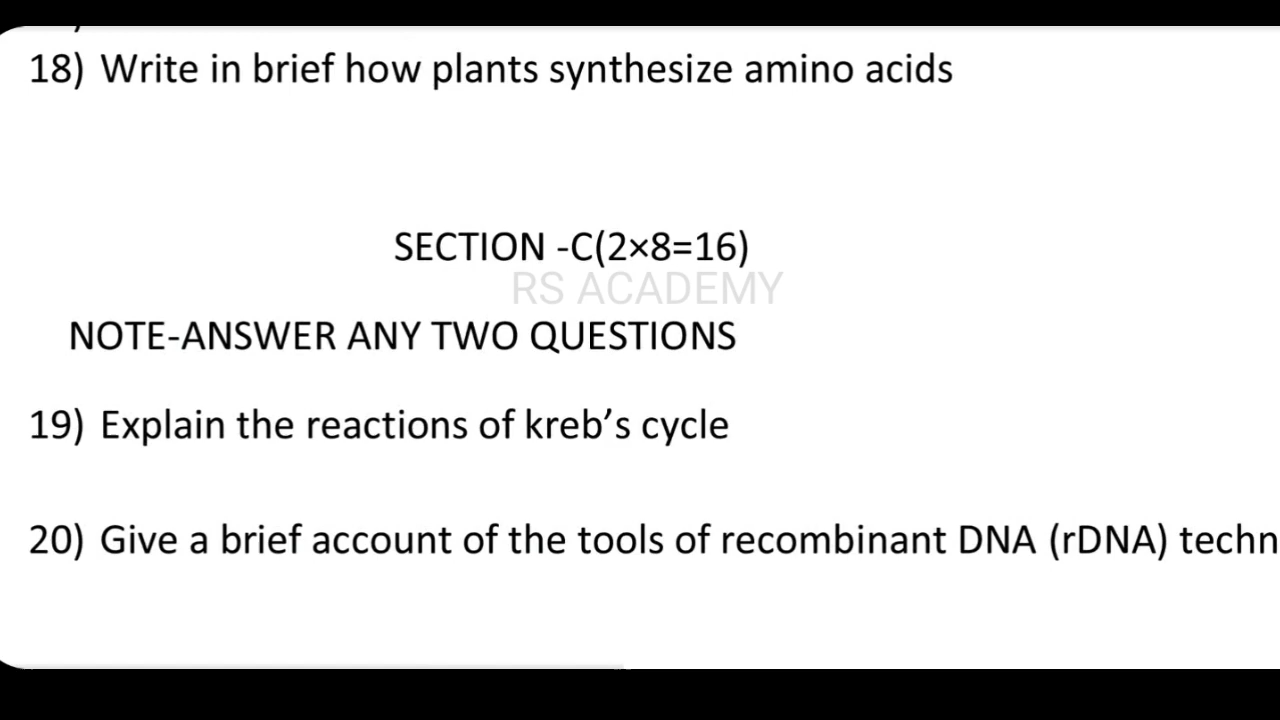 18) Write in brief how plants synthesize amino acids
SECTION -C(2×8=16)
RS ACADEMY
NOTE-ANSWER ANY TWO QUESTIONS
19) Explain the reactions of kreb’s cycle
20) Give a brief account of the tools of recombinant DNA (rDNA) techn